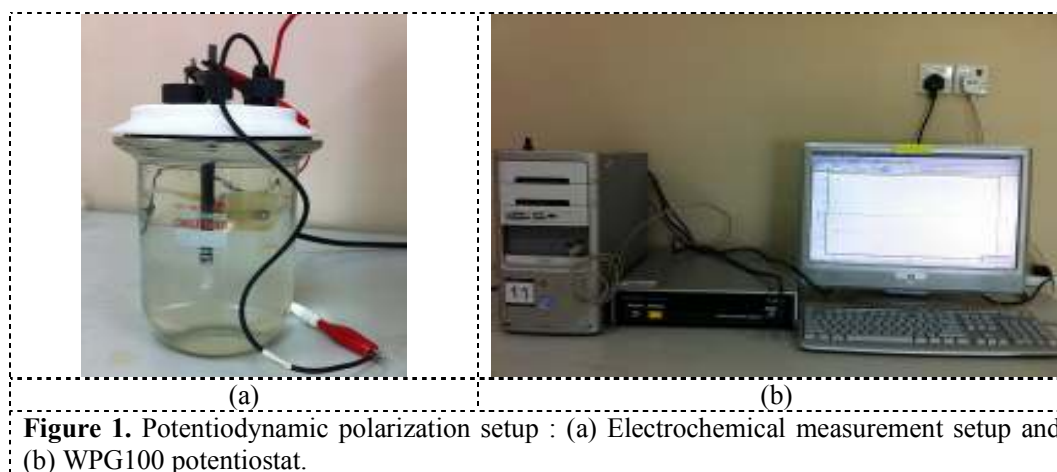 (a)
(b)
Figure 1. Potentiodynamic polarization setup : (a) Electrochemical measurement setup and
(b) WPG100 potentiostat.